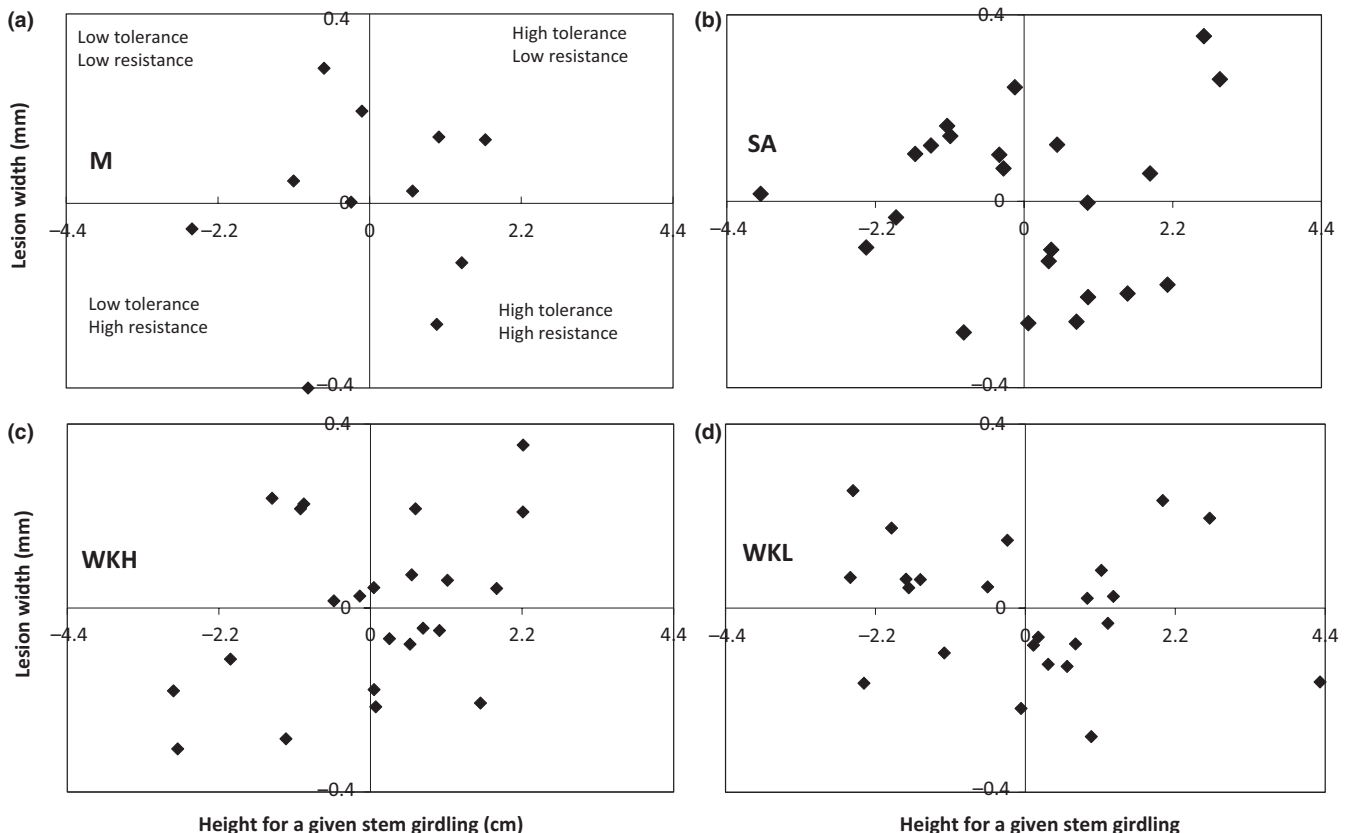 (a)
0.4
Low tolerance
Low resistance
High tolerance
Low resistance
M
Lesion width (mm)
0
−4.4
−2.2
0
2.2
4.4
Low tolerance
High resistance
High tolerance
High resistance
−0.4
(b)
0.4
SA
0
−4.4
−2.2
0
2.2
4.4
−0.4
(c)
0.4
WKH
Lesion width (mm)
0
−4.4
−2.2
0
2.2
4.4
−0.4
Height for a given stem girdling (cm)
(d)
0.4
WKL
0
−4.4
−2.2
0
2.2
4.4
−0.4
Height for a given stem girdling